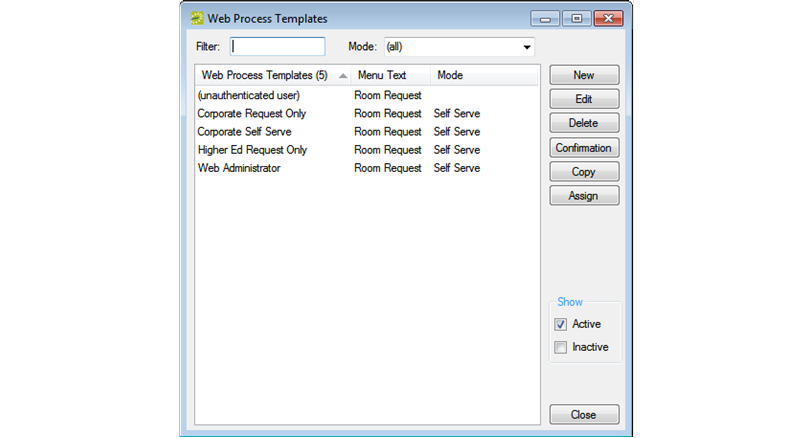 Web Process Templates
Filter: Mode: (all)
Web Process Templates (5) Menu Text Mode
(unauthenticated user) Room Request
Corporate Request Only Room Request Self Serve
Corporate Self Serve Room Request Self Serve
Higher Ed Request Only Room Request Self Serve
Web Administrator Room Request Self Serve
New
Edit
Delete
Confirmation
Copy
Assign
Show
Active
Inactive
Close